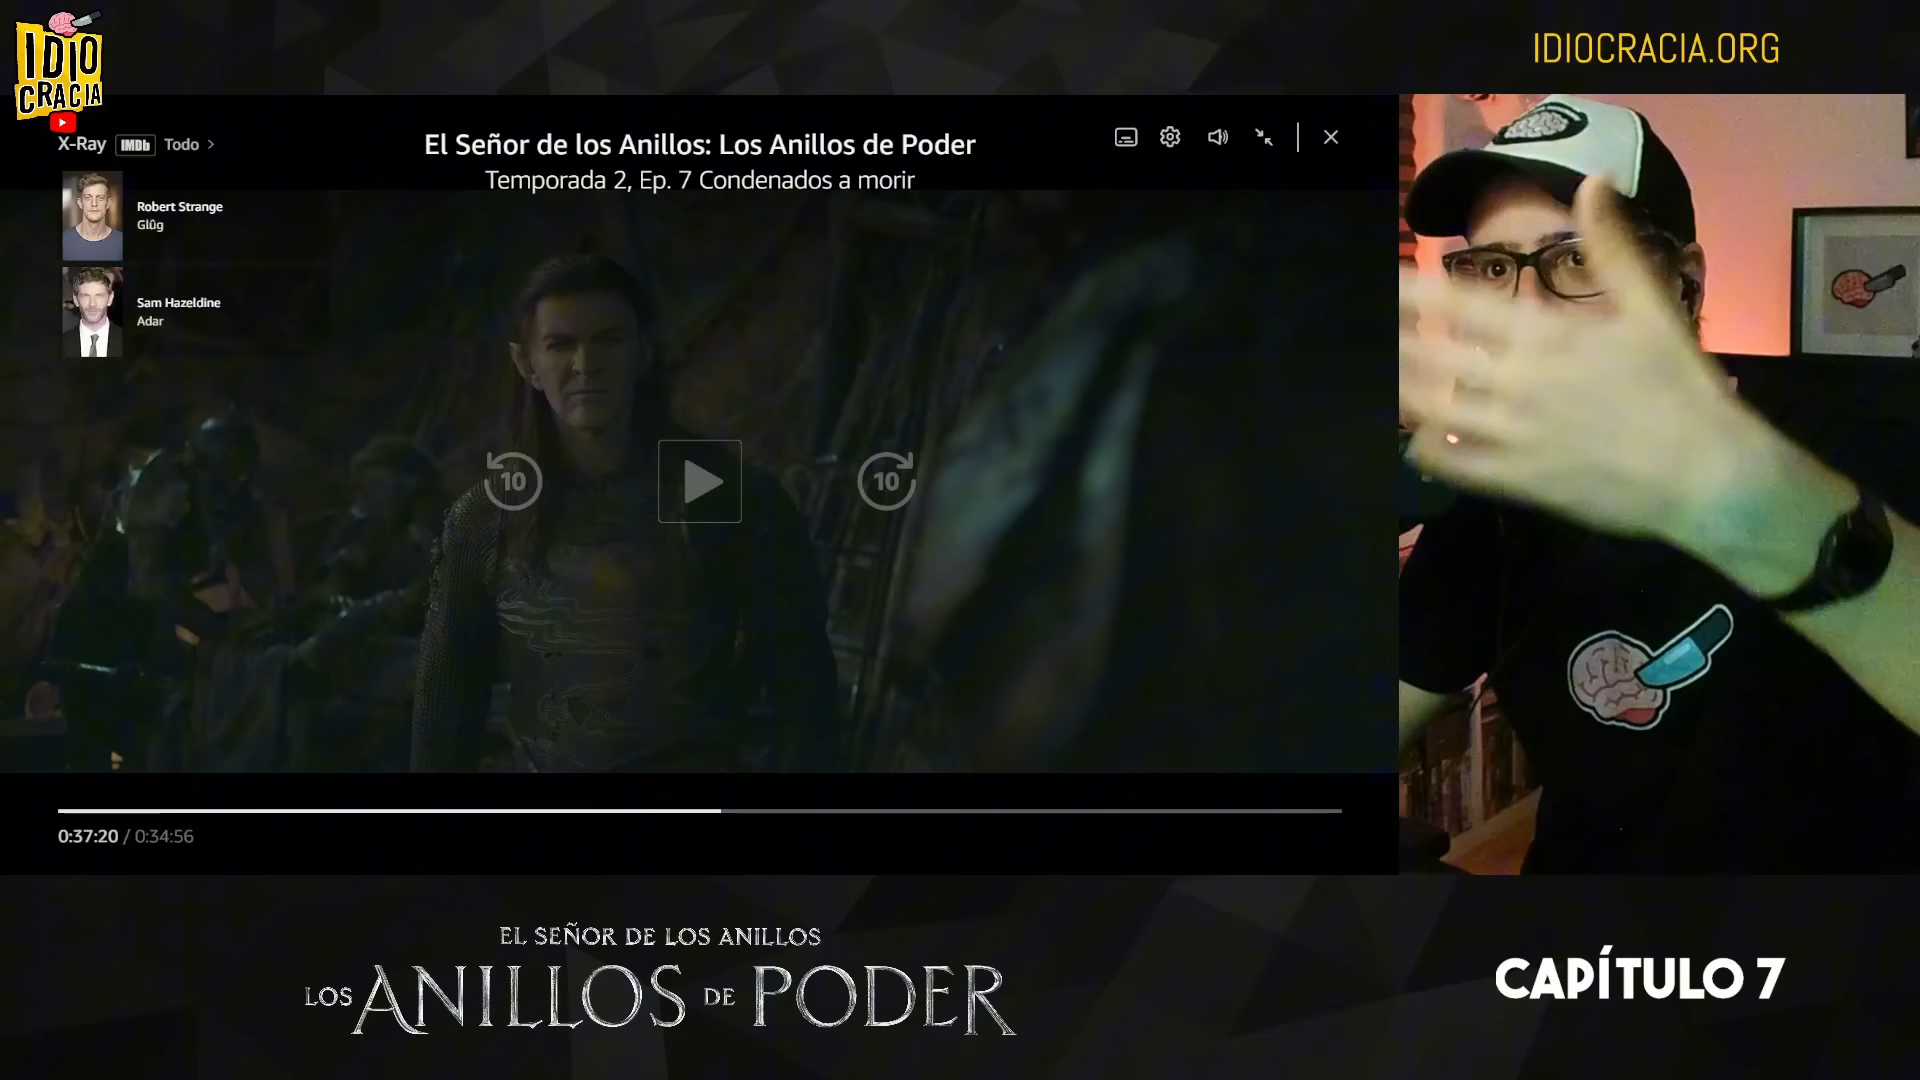 IDIO
CRACIA
IDIOCRACIA.ORG
X-Ray IMDb Todo
El Señor de los Anillos: Los Anillos de Poder
Temporada 2, Ep. 7 Condenados a morir
Robert Strange
Glûg
Sam Hazeldine
Adar
10
10
0:37:20 / 0:34:56
EL SEÑOR DE LOS ANILLOS
LOS ANILLOS DE PODER
CAPÍTULO 7